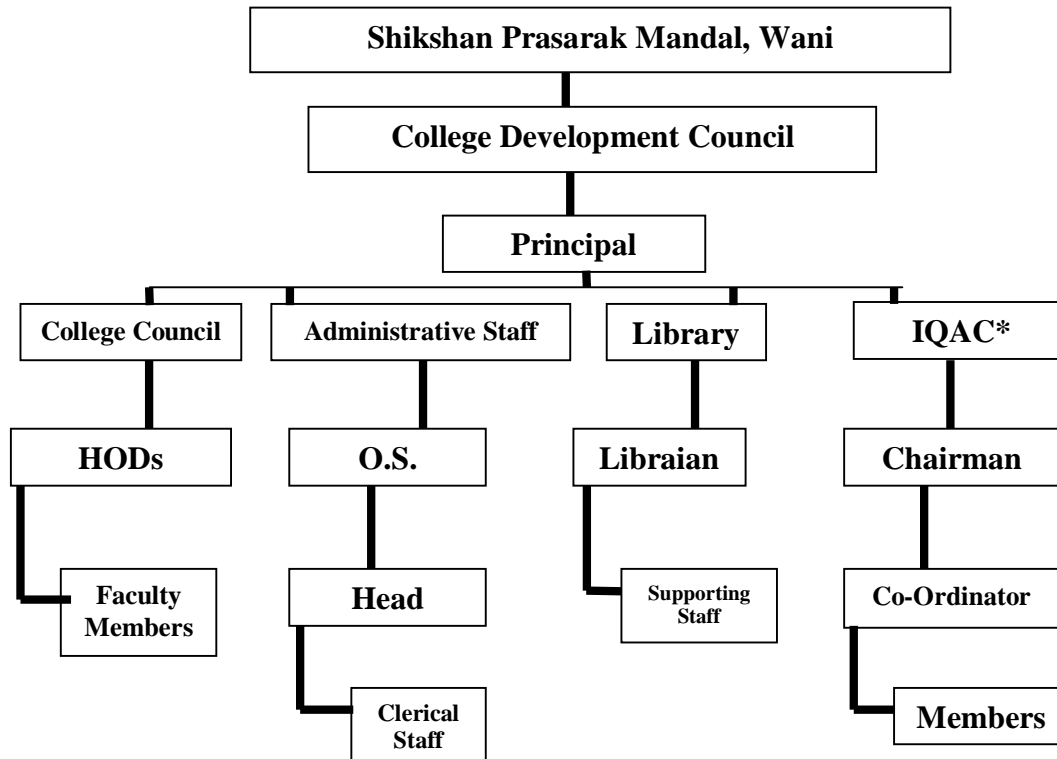 Shikshan Prasarak Mandal, Wani
College Development Council
Principal
College Council
Administrative Staff
Library
IQAC*
HODs
O.S.
Libraian
Chairman
Faculty
Members
Head
Supporting
Staff
Co-Ordinator
Clerical
Staff
Members